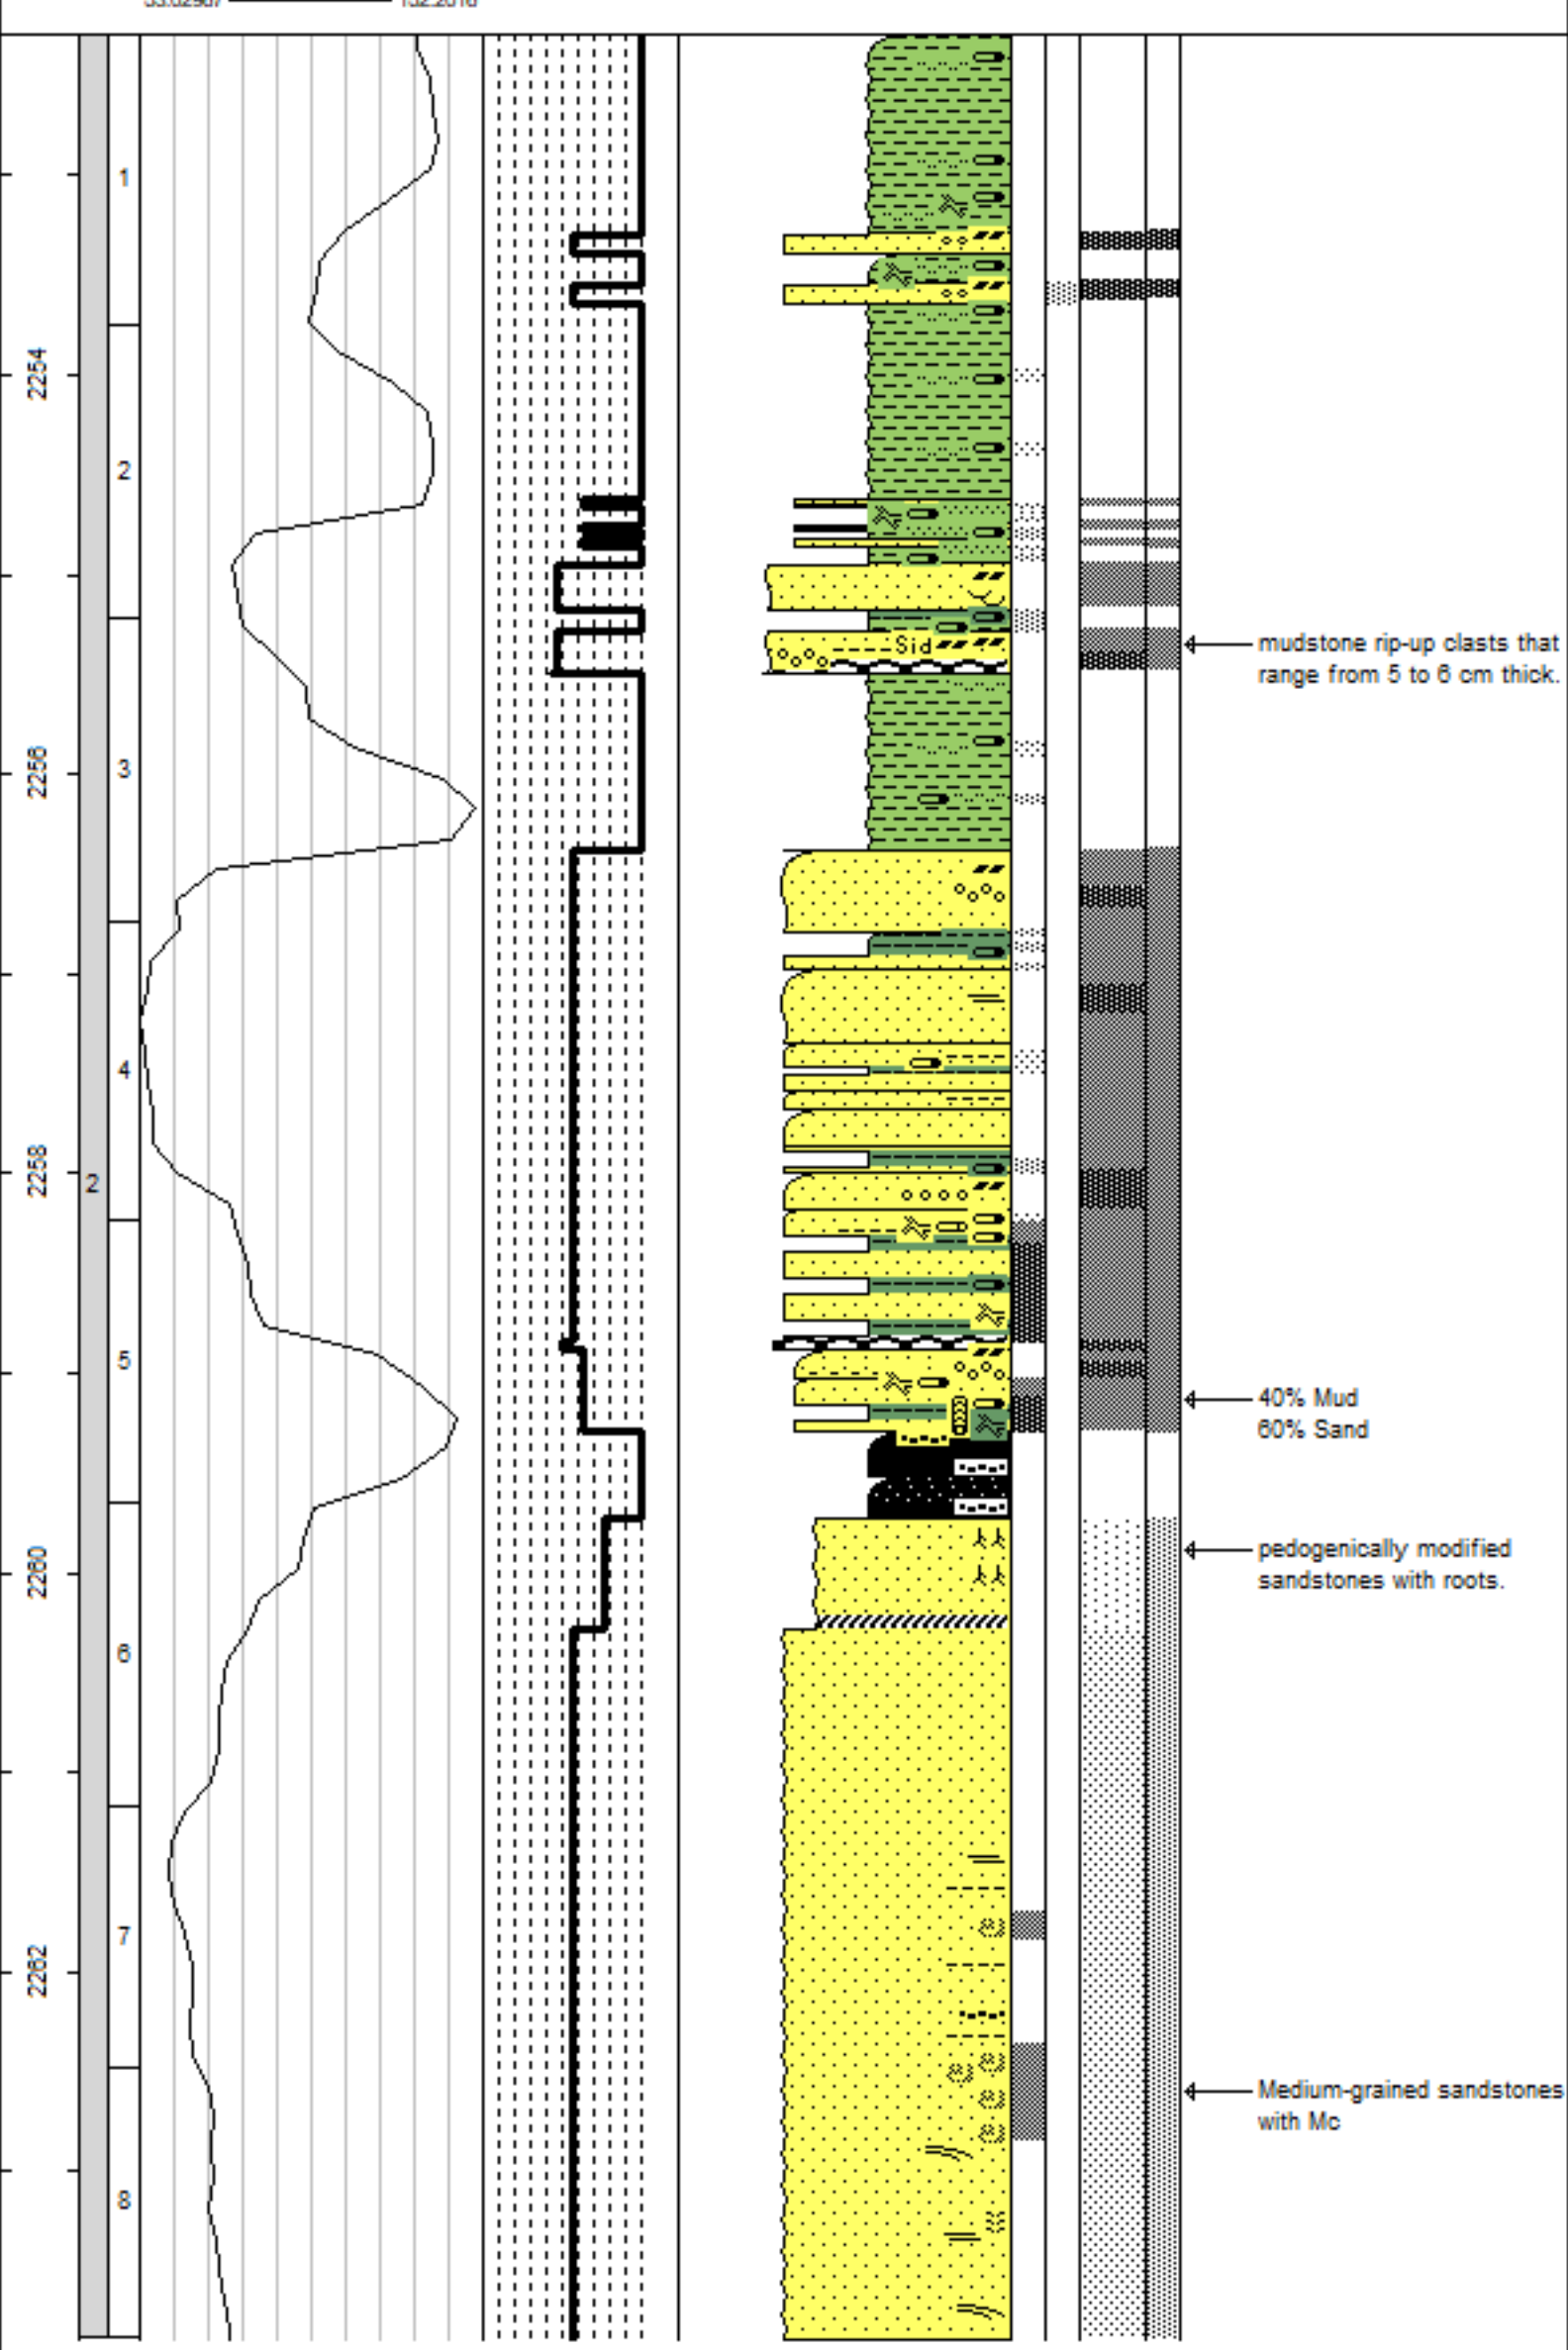 1
2254
2
Sid
mudstone rip-up clasts that
range from 5 to 6 cm thick.
2256
3
4
2258
2
5
40% Mud
60% Sand
2260
pedogenically modified
sandstones with roots.
6
7
2262
Medium-grained sandstones
with Mc
8